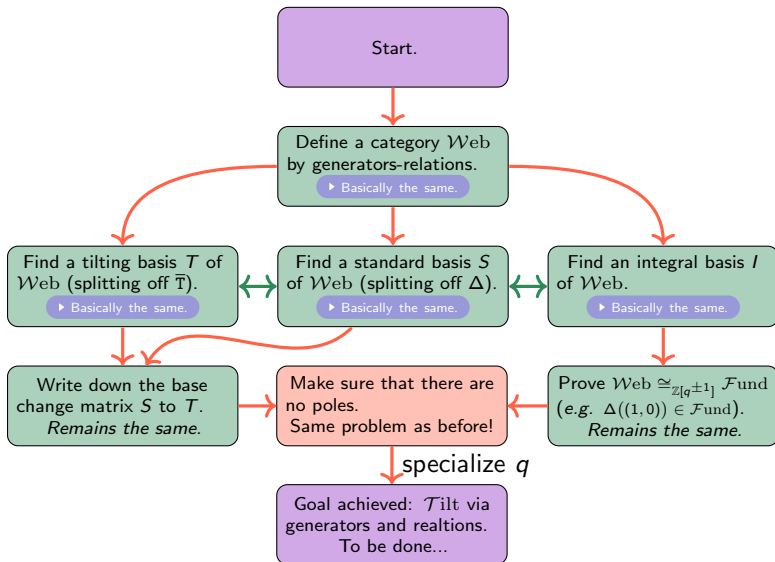 Start.
Define a category Web
by generators-relations.
▸ Basically the same.
Find a tilting basis T of
Web (splitting off T̅).
▸ Basically the same.
Find a standard basis S
of Web (splitting off Δ).
▸ Basically the same.
Find an integral basis I
of Web.
▸ Basically the same.
Write down the base
change matrix S to T.
Remains the same.
Make sure that there are
no poles.
Same problem as before!
Prove Web ≅ℤ[q±1] Fund
(e.g. Δ((1,0)) ∈ Fund).
Remains the same.
specialize q
Goal achieved: Tilt via
generators and realtions.
To be done...